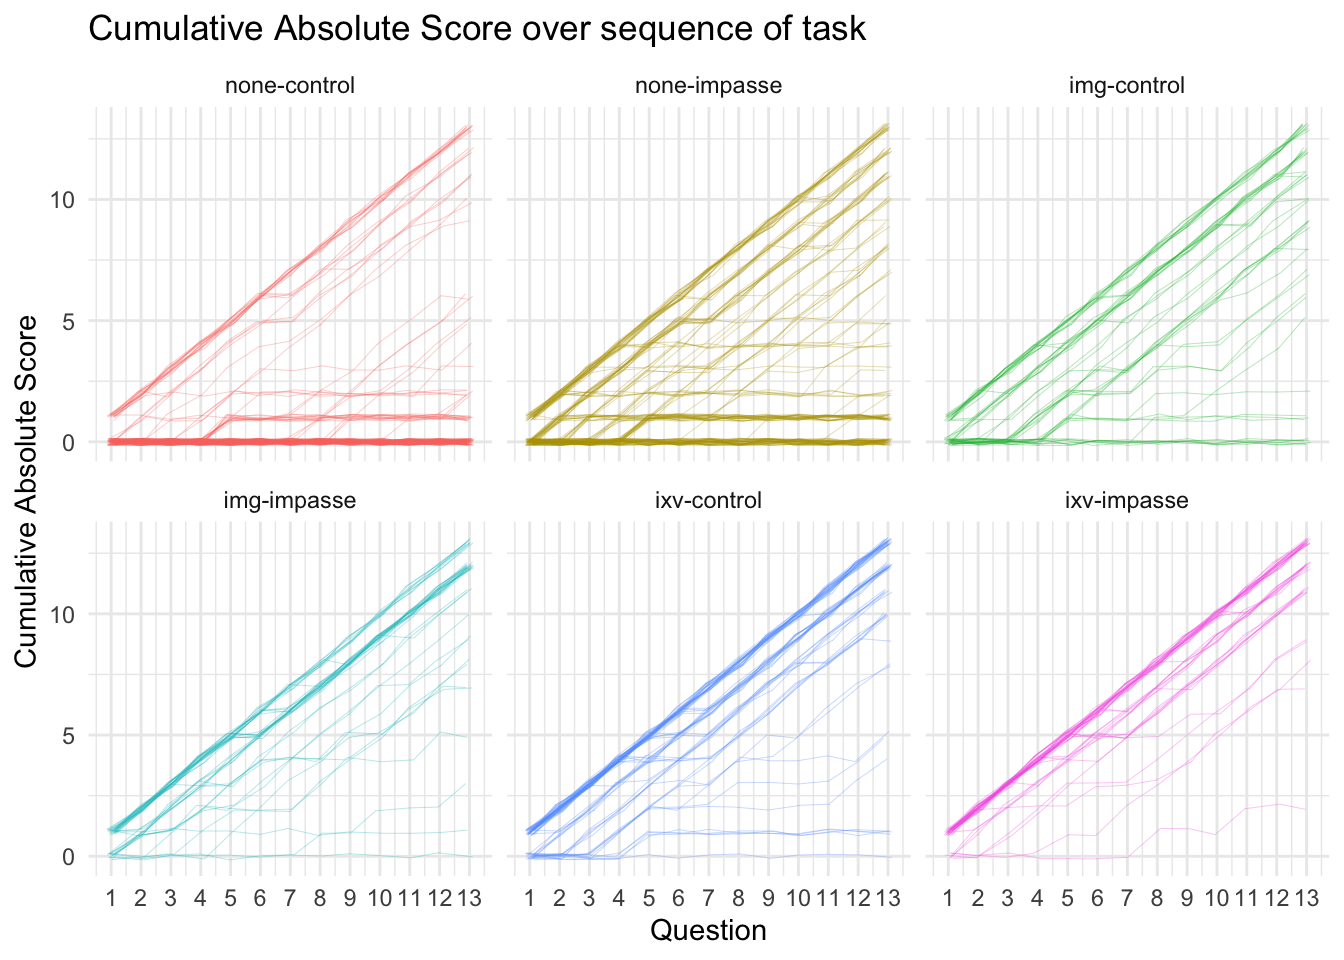 Cumulative Absolute Score over sequence of task
none-control
none-impasse
img-control
10
5
0
img-impasse
ixv-control
ixv-impasse
10
5
0
Cumulative Absolute Score
1 2 3 4 5 6 7 8 9 10 11 12 13
1 2 3 4 5 6 7 8 9 10 11 12 13
1 2 3 4 5 6 7 8 9 10 11 12 13
Question